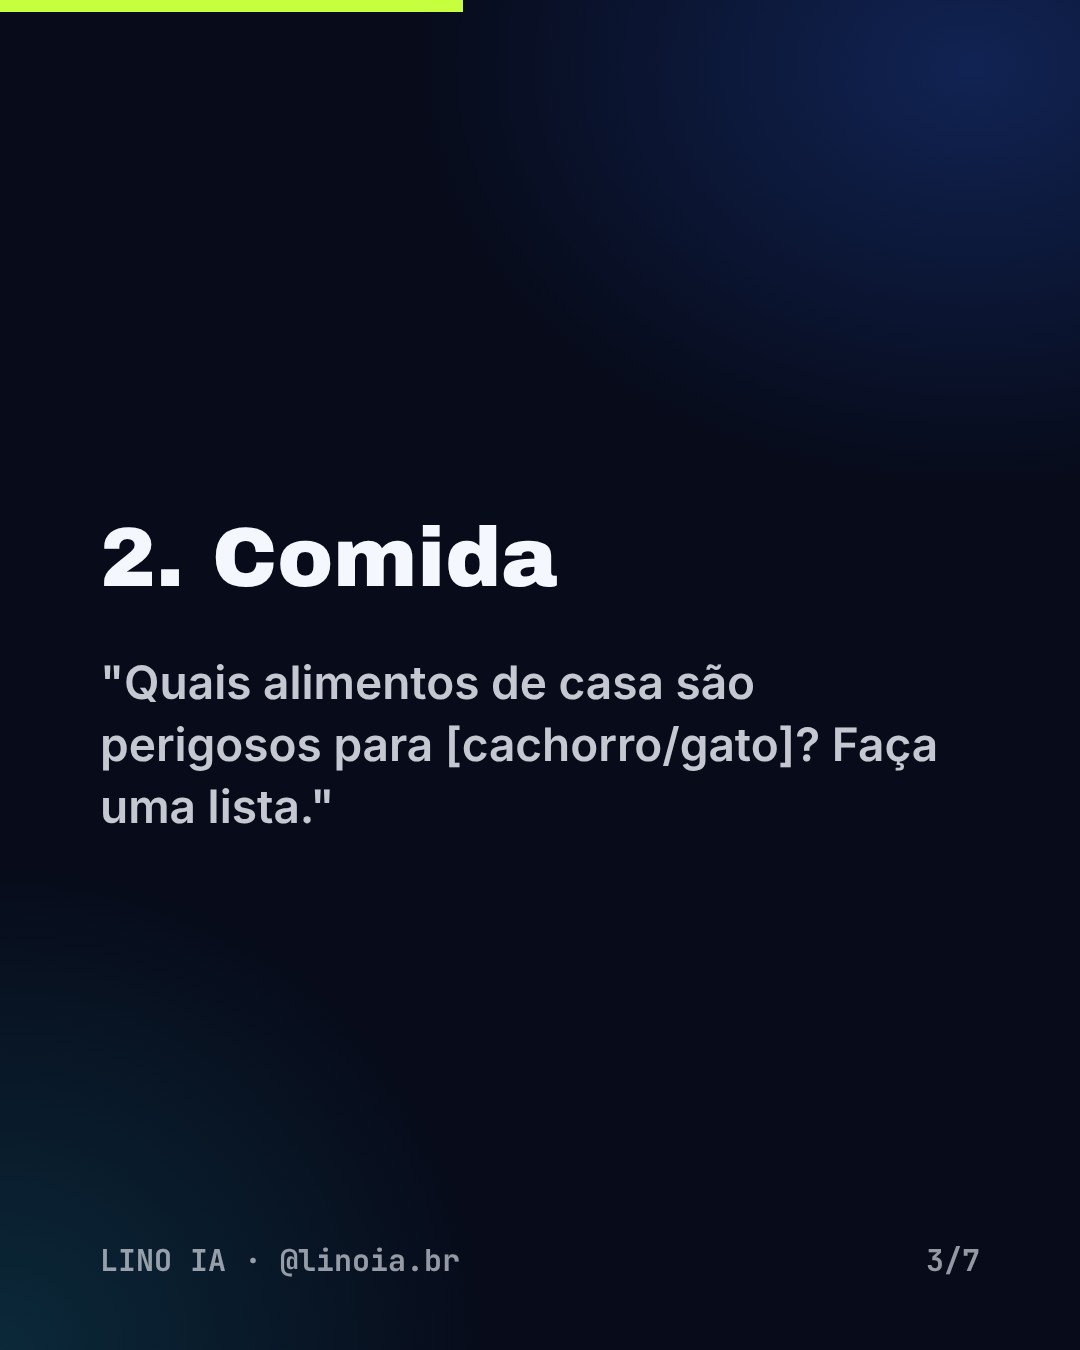 2. Comida
"Quais alimentos de casa são
perigosos para [cachorro/gato]? Faça
uma lista."
LINO IA · @linoia.br
3/7